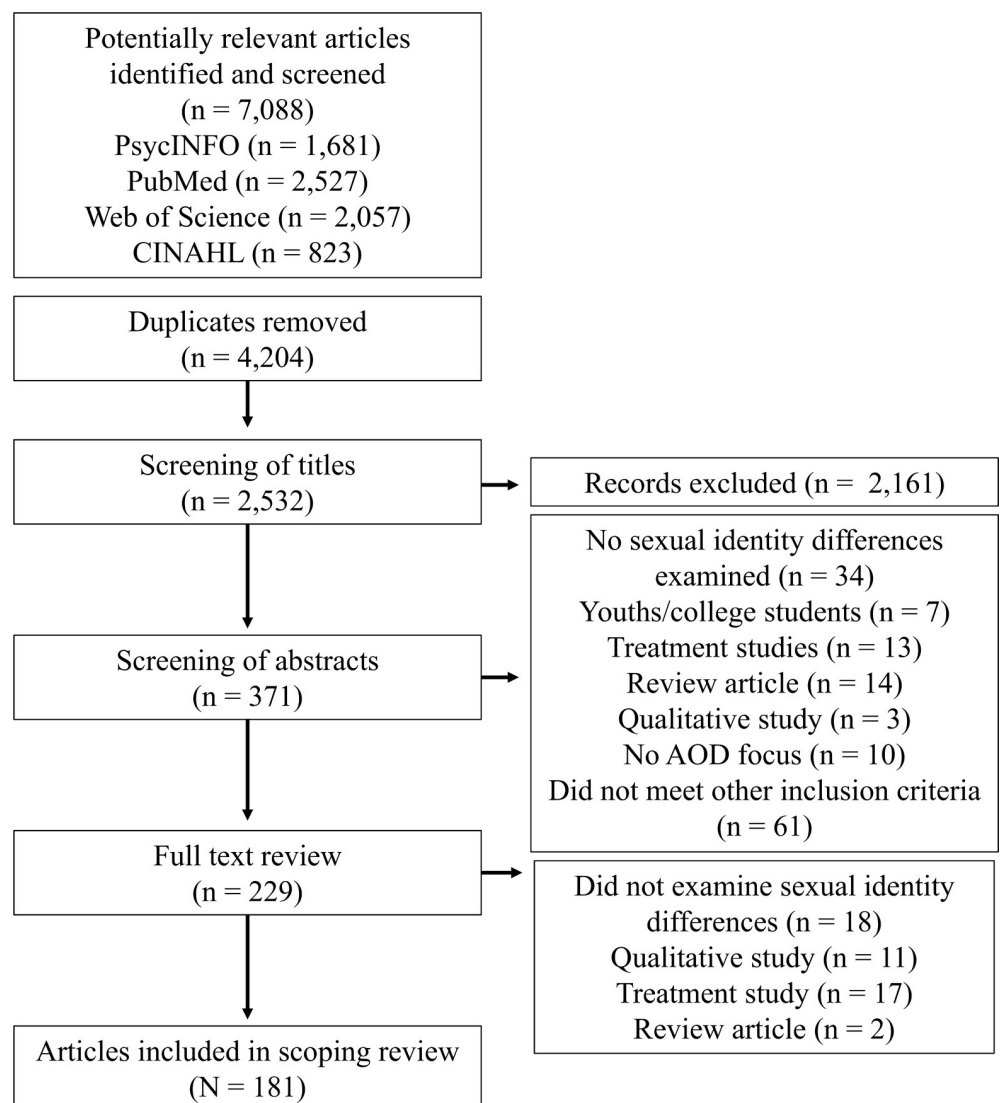 Potentially relevant articles
identified and screened
(n = 7,088)
PsycINFO (n = 1,681)
PubMed (n = 2,527)
Web of Science (n = 2,057)
CINAHL (n = 823)
Duplicates removed
(n = 4,204)
Screening of titles
(n = 2,532)
Records excluded (n = 2,161)
Screening of abstracts
(n = 371)
No sexual identity differences
examined (n = 34)
Youths/college students (n = 7)
Treatment studies (n = 13)
Review article (n = 14)
Qualitative study (n = 3)
No AOD focus (n = 10)
Did not meet other inclusion criteria
(n = 61)
Full text review
(n = 229)
Did not examine sexual identity
differences (n = 18)
Qualitative study (n = 11)
Treatment study (n = 17)
Review article (n = 2)
Articles included in scoping review
(N = 181)